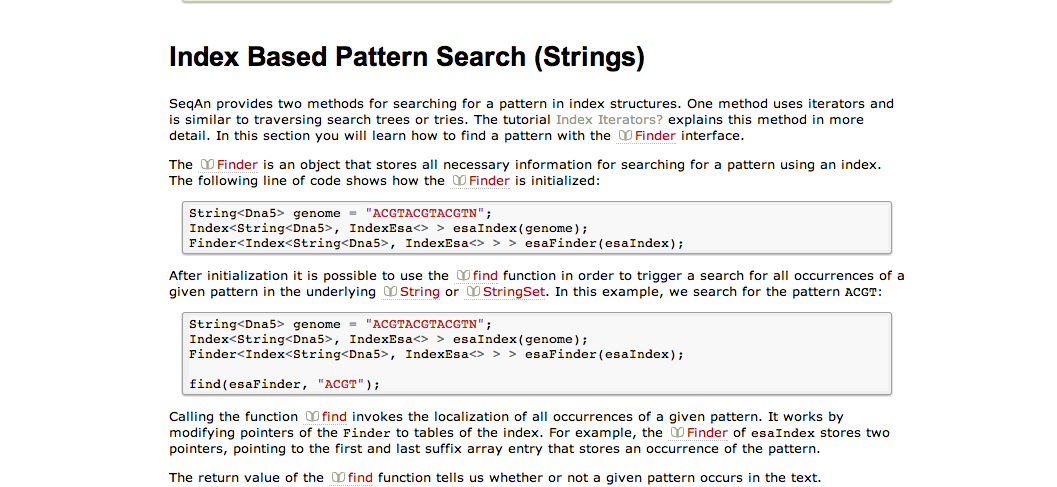 Index Based Pattern Search (Strings)
SeqAn provides two methods for searching for a pattern in index structures. One method uses iterators and
is similar to traversing search trees or tries. The tutorial Index Iterators? explains this method in more
detail. In this section you will learn how to find a pattern with the Finder interface.
The Finder is an object that stores all necessary information for searching for a pattern using an index.
The following line of code shows how the Finder is initialized:
String<Dna5> genome = "ACGTACGTACGTN";
Index<String<Dna5>, IndexEsa<> > esaIndex(genome);
Finder<Index<String<Dna5>, IndexEsa<> > > esaFinder(esaIndex);
After initialization it is possible to use the find function in order to trigger a search for all occurrences of a
given pattern in the underlying String or StringSet. In this example, we search for the pattern ACGT:
String<Dna5> genome = "ACGTACGTACGTN";
Index<String<Dna5>, IndexEsa<> > esaIndex(genome);
Finder<Index<String<Dna5>, IndexEsa<> > > esaFinder(esaIndex);
find(esaFinder, "ACGT");
Calling the function find invokes the localization of all occurrences of a given pattern. It works by
modifying pointers of the Finder to tables of the index. For example, the Finder of esaIndex stores two
pointers, pointing to the first and last suffix array entry that stores an occurrence of the pattern.
The return value of the find function tells us whether or not a given pattern occurs in the text.